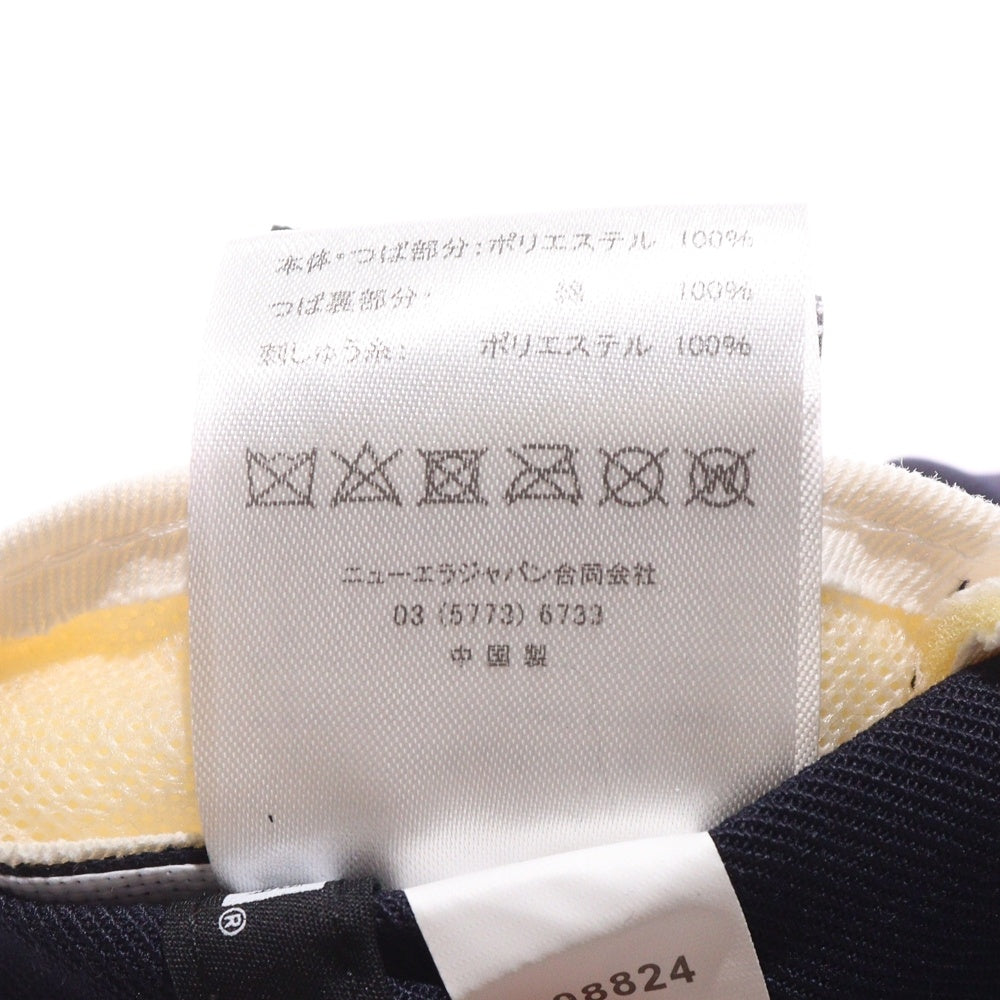 本体・つば部分：ポリエステル 100%
つば裏部分： 綿 100%
刺しゅう糸： ポリエステル 100%
W
ニューエラジャパン合同会社
03 (5773) 6733
中国製
®
08824